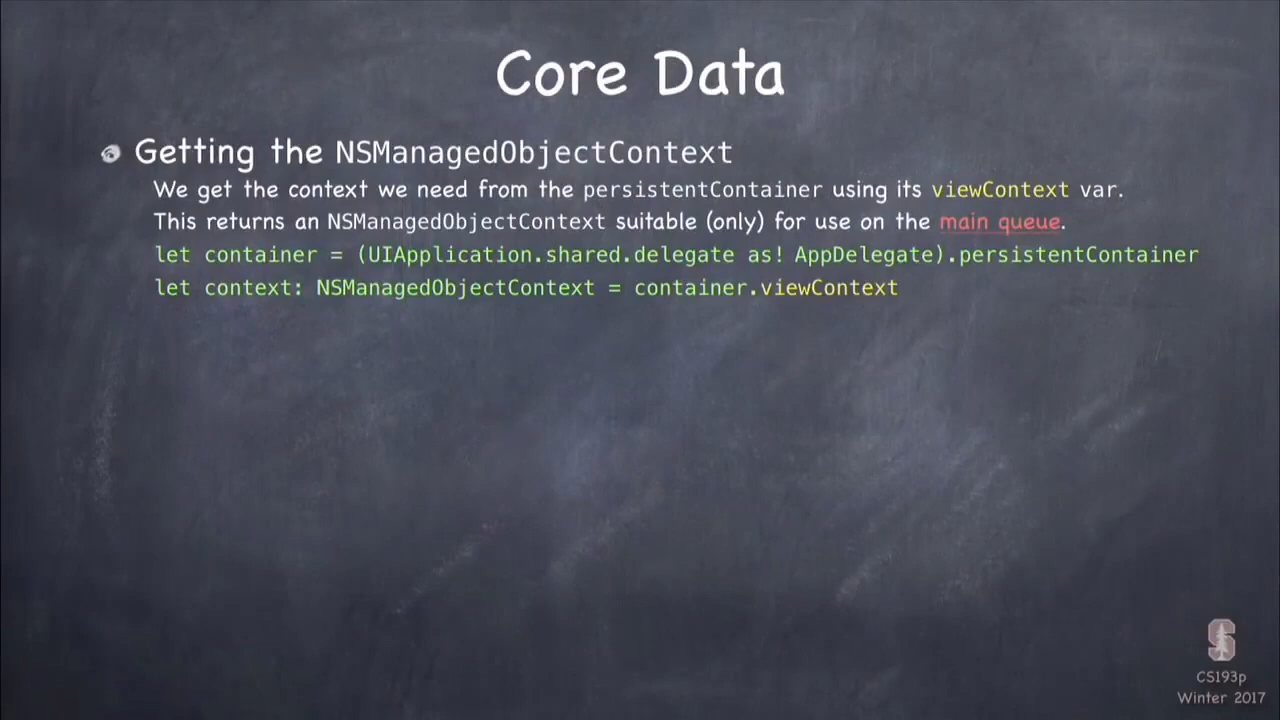 Core Data
Getting the NSManagedObjectContext
We get the context we need from the persistentContainer using its viewContext var.
This returns an NSManagedObjectContext suitable (only) for use on the main queue.
let container = (UIApplication.shared.delegate as! AppDelegate).persistentContainer
let context: NSManagedObjectContext = container.viewContext
S
CS193p
Winter 2017